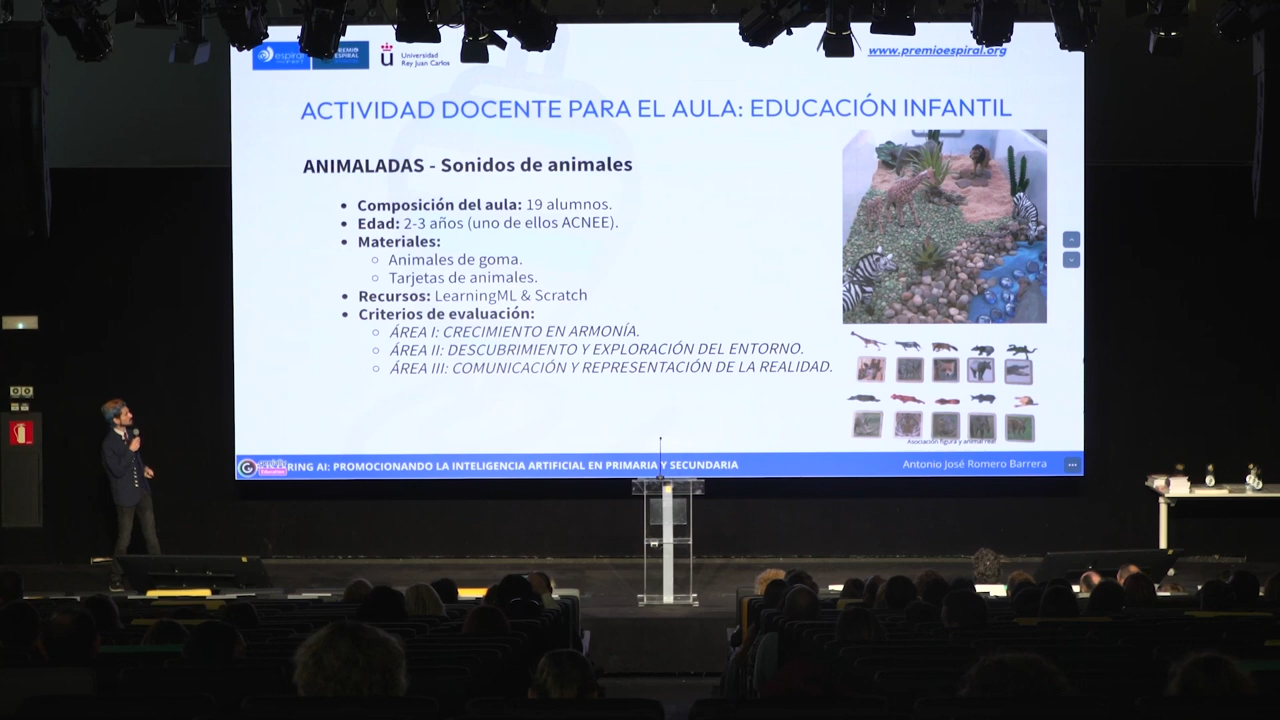 espiral
PREMIO
ESPIRAL
Universidad
Rey Juan Carlos
www.premioespiral.org
ACTIVIDAD DOCENTE PARA EL AULA: EDUCACIÓN INFANTIL
ANIMALADAS - Sonidos de animales
• Composición del aula: 19 alumnos.
• Edad: 2-3 años (uno de ellos ACNEE).
• Materiales:
○ Animales de goma.
○ Tarjetas de animales.
• Recursos: LearningML & Scratch
• Criterios de evaluación:
○ ÁREA I: CRECIMIENTO EN ARMONÍA.
○ ÁREA II: DESCUBRIMIENTO Y EXPLORACIÓN DEL ENTORNO.
○ ÁREA III: COMUNICACIÓN Y REPRESENTACIÓN DE LA REALIDAD.
Asociación figura y animal real
RING AI: PROMOCIONANDO LA INTELIGENCIA ARTIFICIAL EN PRIMARIA Y SECUNDARIA
Antonio José Romero Barrera